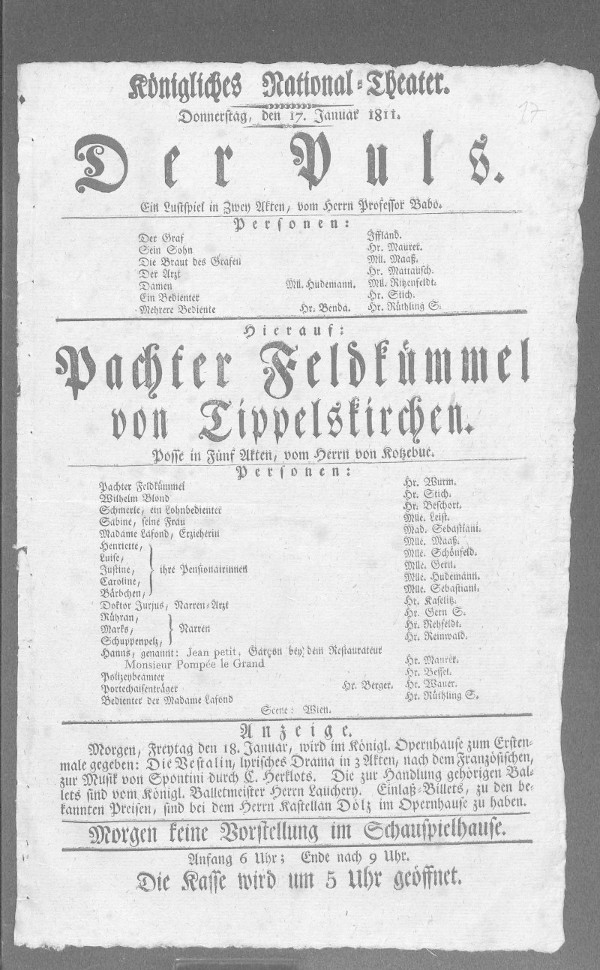 Königliches National-Theater.
17
Donnerstag, den 17. Januar 1811.
Der Puls.
Ein Lustspiel in Zwey Akten, vom Herrn Professor Babo.
Personen:
Der Graf Iffland.
Sein Sohn Hr. Maurer.
Die Braut des Grafen Mll. Maaß.
Der Arzt Hr. Mattausch.
Damen Mll. Hudemann. Mll. Ritzenfeldt.
Ein Bedienter Hr. Stich.
Mehrere Bediente Hr. Benda. Hr. Rüthling S.
Hierauf:
Pachter Feldkümmel
von Tippelskirchen.
Posse in Fünf Akten, vom Herrn von Kotzebue.
Personen:
Pachter Feldkümmel Hr. Wurm.
Wilhelm Blond Hr. Stich.
Schmerle, ein Lohnbedienter Hr. Beschort.
Sabine, seine Frau Mlle. Leist.
Madame Lafond, Erzieherin Mad. Sebastiani.
Henriette, Mlle. Maaß.
Luise, Mlle. Schönfeld.
Justine, ihre Pensionairinnen Mlle. Gern.
Caroline, Mlle. Hudemann.
Bärbchen, Mlle. Sebastiani.
Doktor Jurjus, Narren-Arzt Hr. Kaselitz.
Rühran, Hr. Gern S.
Marks, Narren Hr. Rehfeldt.
Schuppenpelz, Hr. Reinwald.
Hanns, genannt: Jean petit, Garçon bey dem Restaurateur
Monsieur Pompée le Grand Hr. Maurer.
Polizeybeamter Hr. Bessel.
Portechaisenträger Hr. Berger. Hr. Wauer.
Bedienter der Madame Lafond Hr. Rüthling S.
Scene: Wien.
Anzeige.
Morgen, Freytag den 18. Januar, wird im Königl. Opernhause zum Ersten-
male gegeben: Die Vestalin, lyrisches Drama in 3 Akten, nach dem Französischen,
zur Musik von Spontini durch C. Herklots. Die zur Handlung gehörigen Bal-
lets sind vom Königl. Balletmeister Herrn Lauchery. Einlaß-Billets, zu den be-
kannten Preisen, sind bei dem Herrn Kastellan Dölz im Opernhause zu haben.
Morgen keine Vorstellung im Schauspielhause.
Anfang 6 Uhr; Ende nach 9 Uhr.
Die Kasse wird um 5 Uhr geöffnet.